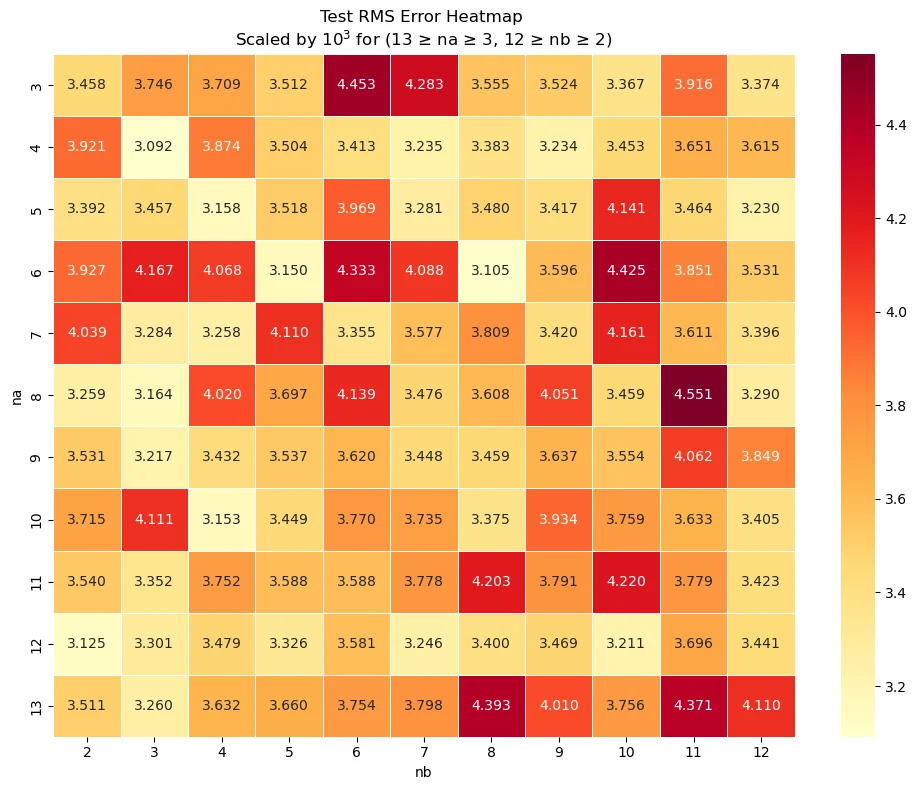 Test RMS Error Heatmap
Scaled by 10³ for (13 ≥ na ≥ 3, 12 ≥ nb ≥ 2)
3 3.458 3.746 3.709 3.512 4.453 4.283 3.555 3.524 3.367 3.916 3.374
4 3.921 3.092 3.874 3.504 3.413 3.235 3.383 3.234 3.453 3.651 3.615
5 3.392 3.457 3.158 3.518 3.969 3.281 3.480 3.417 4.141 3.464 3.230
6 3.927 4.167 4.068 3.150 4.333 4.088 3.105 3.596 4.425 3.851 3.531
7 4.039 3.284 3.258 4.110 3.355 3.577 3.809 3.420 4.161 3.611 3.396
8 3.259 3.164 4.020 3.697 4.139 3.476 3.608 4.051 3.459 4.551 3.290
9 3.531 3.217 3.432 3.537 3.620 3.448 3.459 3.637 3.554 4.062 3.849
10 3.715 4.111 3.153 3.449 3.770 3.735 3.375 3.934 3.759 3.633 3.405
11 3.540 3.352 3.752 3.588 3.588 3.778 4.203 3.791 4.220 3.779 3.423
12 3.125 3.301 3.479 3.326 3.581 3.246 3.400 3.469 3.211 3.696 3.441
13 3.511 3.260 3.632 3.660 3.754 3.798 4.393 4.010 3.756 4.371 4.110
2 3 4 5 6 7 8 9 10 11 12
nb
na
4.4
4.2
4.0
3.8
3.6
3.4
3.2